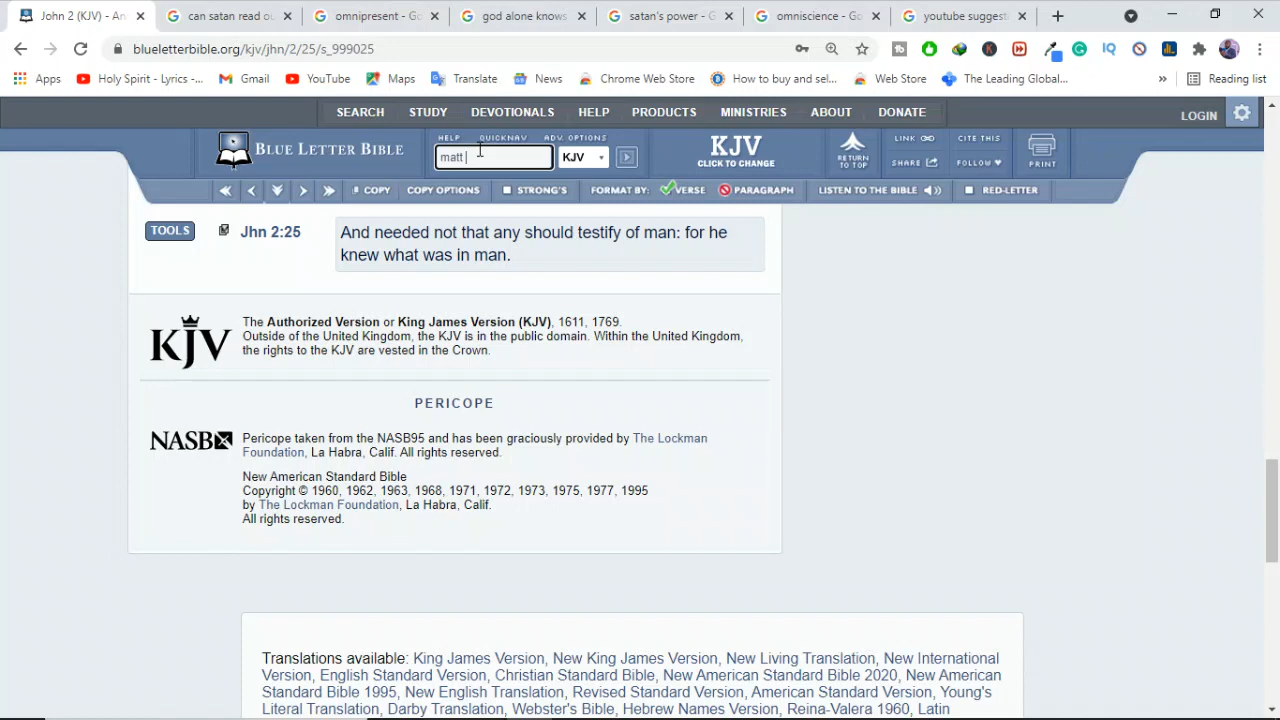 John 2 (KJV) - An
can satan read o
omnipresent - Go
god alone knows
satan's power - G
omniscience - Go
youtube suggest
blueletterbible.org/kjv/jhn/2/25/s_999025
Apps
Holy Spirit - Lyrics -...
Gmail
YouTube
Maps
Translate
News
Chrome Web Store
How to buy and sel...
Web Store
The Leading Global...
»
Reading list
SEARCH STUDY DEVOTIONALS HELP PRODUCTS MINISTRIES ABOUT DONATE
LOGIN
BLUE LETTER BIBLE
HELP QUICKNAV ADV. OPTIONS
matt
KJV
KJV
CLICK TO CHANGE
RETURN
TO TOP
LINK
CITE THIS
SHARE
FOLLOW
PRINT
COPY COPY OPTIONS STRONG'S FORMAT BY: VERSE PARAGRAPH LISTEN TO THE BIBLE RED-LETTER
TOOLS
Jhn 2:25
And needed not that any should testify of man: for he
knew what was in man.
KJV
The Authorized Version or King James Version (KJV), 1611, 1769.
Outside of the United Kingdom, the KJV is in the public domain. Within the United Kingdom,
the rights to the KJV are vested in the Crown.
PERICOPE
NASB
Pericope taken from the NASB95 and has been graciously provided by The Lockman
Foundation, La Habra, Calif. All rights reserved.
New American Standard Bible
Copyright © 1960, 1962, 1963, 1968, 1971, 1972, 1973, 1975, 1977, 1995
by The Lockman Foundation, La Habra, Calif.
All rights reserved.
Translations available: King James Version, New King James Version, New Living Translation, New International
Version, English Standard Version, Christian Standard Bible, New American Standard Bible 2020, New American
Standard Bible 1995, New English Translation, Revised Standard Version, American Standard Version, Young's
Literal Translation, Darby Translation, Webster's Bible, Hebrew Names Version, Reina-Valera 1960, Latin